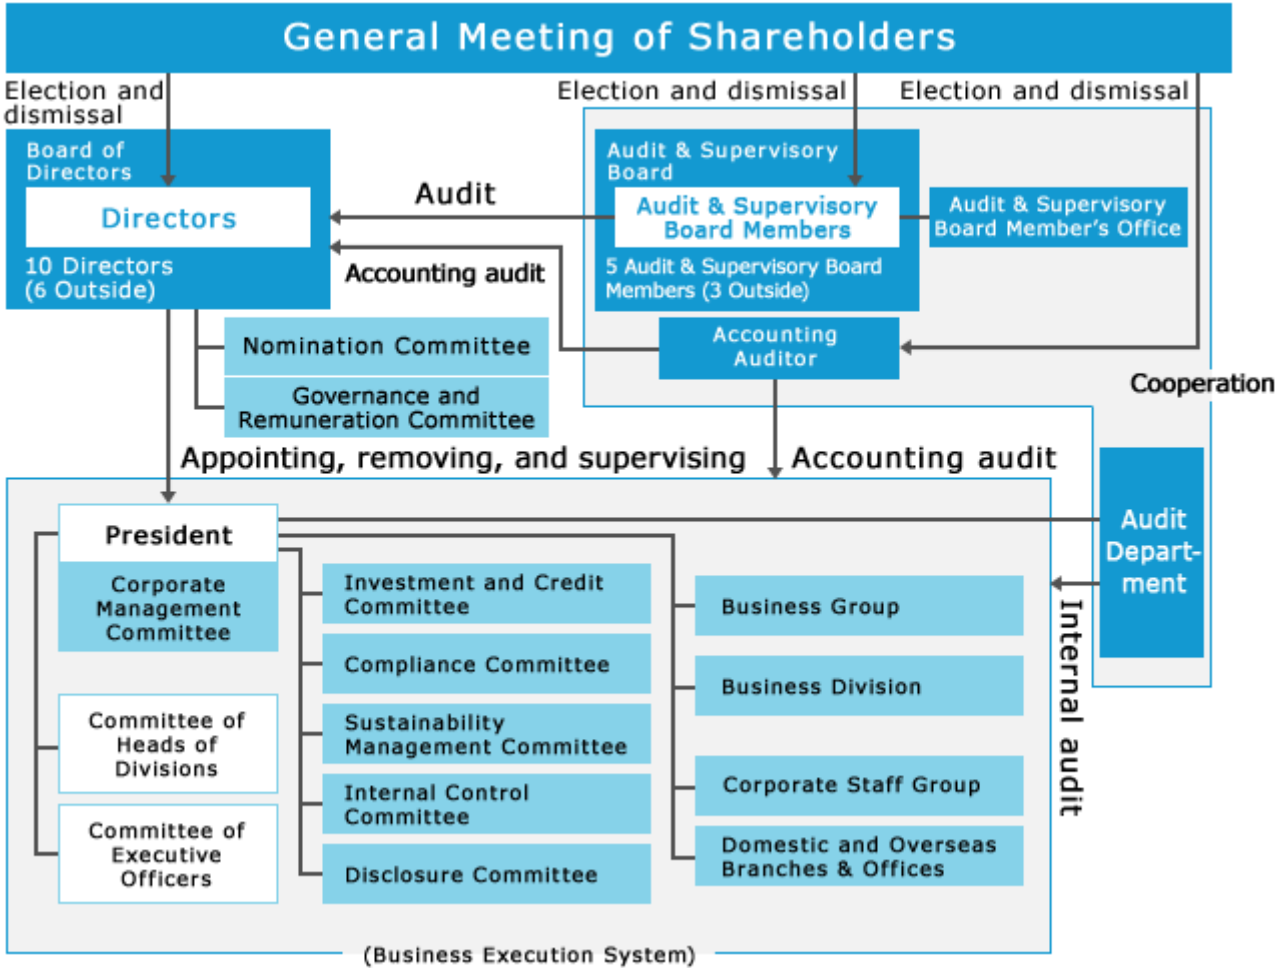 General Meeting of Shareholders
Election and
dismissal
Election and dismissal
Election and dismissal
Board of
Directors
Directors
10 Directors
(6 Outside)
Audit
Accounting audit
Audit & Supervisory
Board
Audit & Supervisory
Board Members
5 Audit & Supervisory Board
Members (3 Outside)
Audit & Supervisory
Board Member's Office
Accounting
Auditor
Nomination Committee
Governance and
Remuneration Committee
Cooperation
Appointing, removing, and supervising
Accounting audit
President
Corporate
Management
Committee
Committee of
Heads of
Divisions
Committee of
Executive
Officers
Investment and Credit
Committee
Compliance Committee
Sustainability
Management Committee
Internal Control
Committee
Disclosure Committee
Business Group
Business Division
Corporate Staff Group
Domestic and Overseas
Branches & Offices
Audit
Depart-
ment
Internal audit
(Business Execution System)